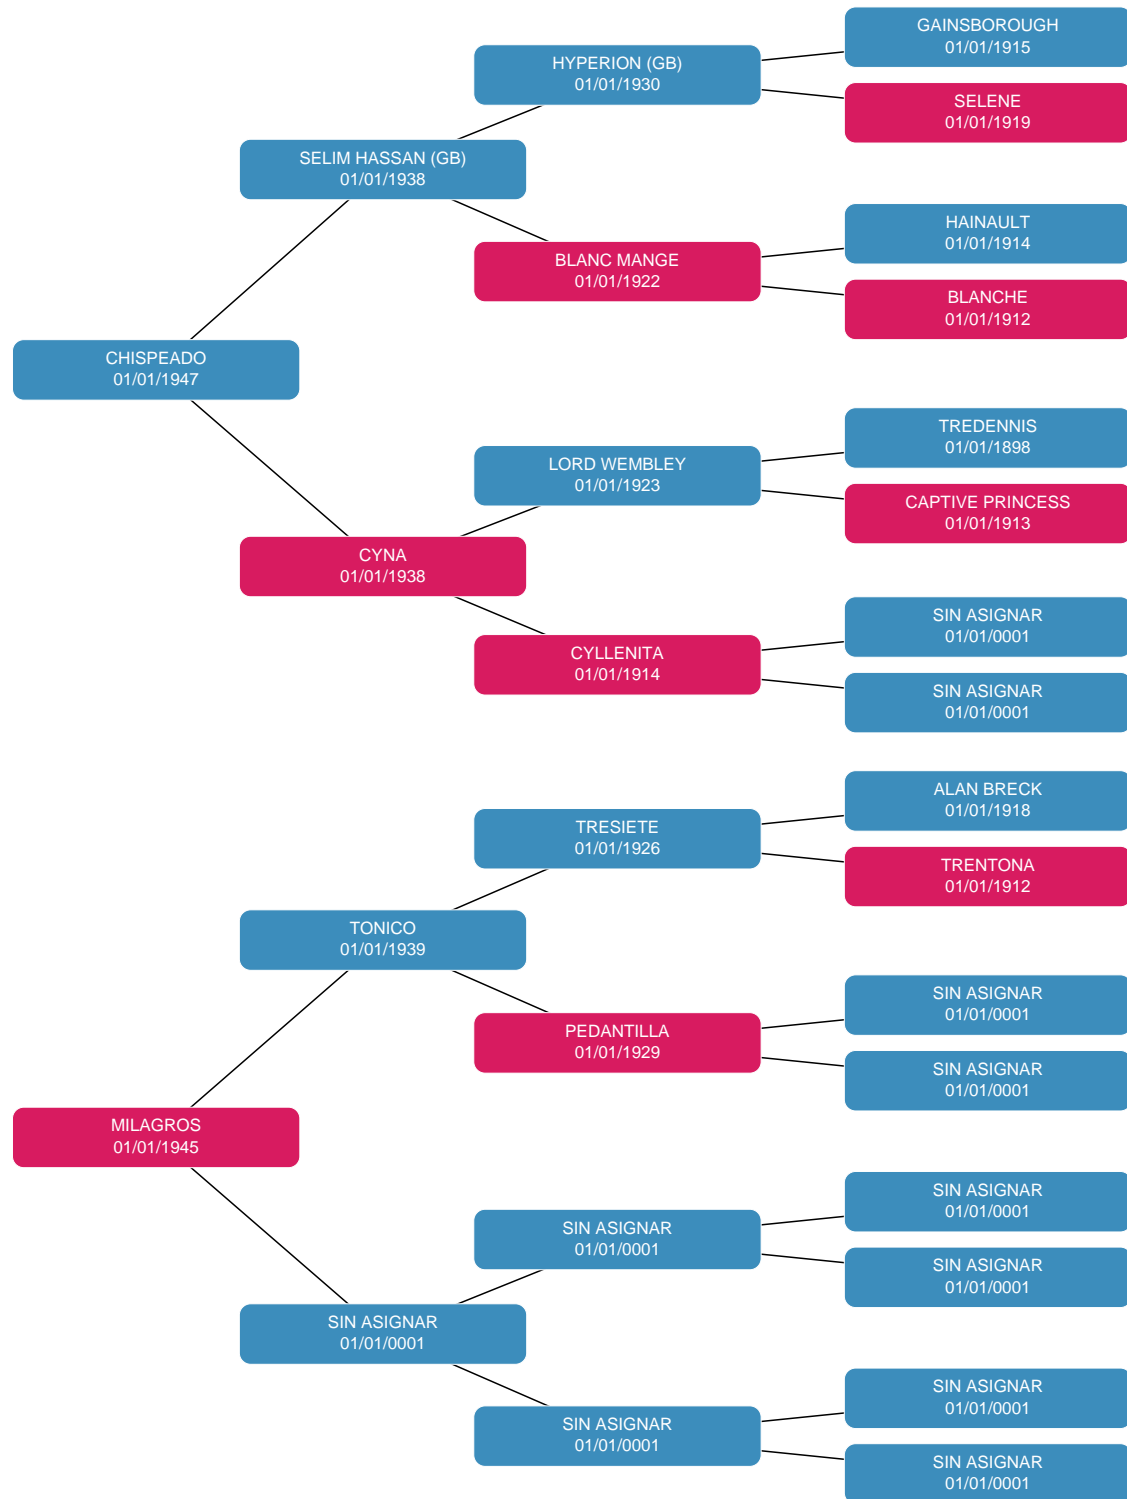 GAINSBOROUGH
01/01/1915
HYPERION (GB)
01/01/1930
SELENE
01/01/1919
SELIM HASSAN (GB)
01/01/1938
HAINAULT
01/01/1914
BLANC MANGE
01/01/1922
BLANCHE
01/01/1912
CHISPEADO
01/01/1947
TREDENNIS
01/01/1898
LORD WEMBLEY
01/01/1923
CAPTIVE PRINCESS
01/01/1913
CYNA
01/01/1938
SIN ASIGNAR
01/01/0001
CYLLENITA
01/01/1914
SIN ASIGNAR
01/01/0001
ALAN BRECK
01/01/1918
TRESIETE
01/01/1926
TRENTONA
01/01/1912
TONICO
01/01/1939
SIN ASIGNAR
01/01/0001
PEDANTILLA
01/01/1929
SIN ASIGNAR
01/01/0001
MILAGROS
01/01/1945
SIN ASIGNAR
01/01/0001
SIN ASIGNAR
01/01/0001
SIN ASIGNAR
01/01/0001
SIN ASIGNAR
01/01/0001
SIN ASIGNAR
01/01/0001
SIN ASIGNAR
01/01/0001
SIN ASIGNAR
01/01/0001